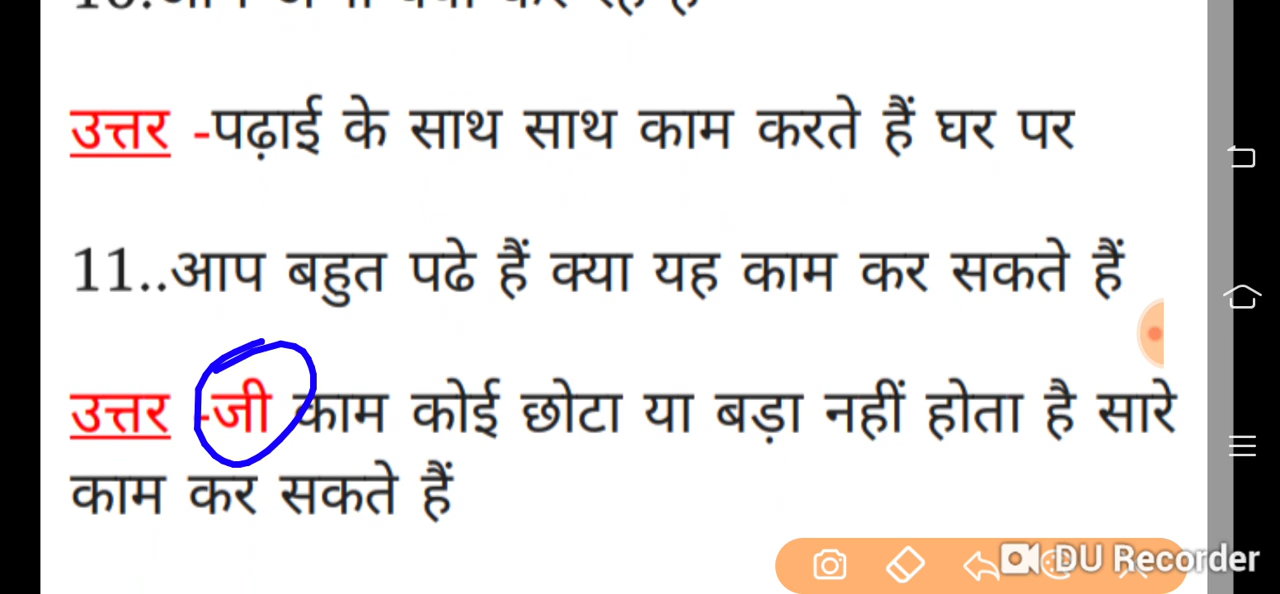 उत्तर -पढ़ाई के साथ साथ काम करते हैं घर पर
11..आप बहुत पढे हैं क्या यह काम कर सकते हैं
उत्तर -जी काम कोई छोटा या बड़ा नहीं होता है सारे
काम कर सकते हैं
DU Recorder